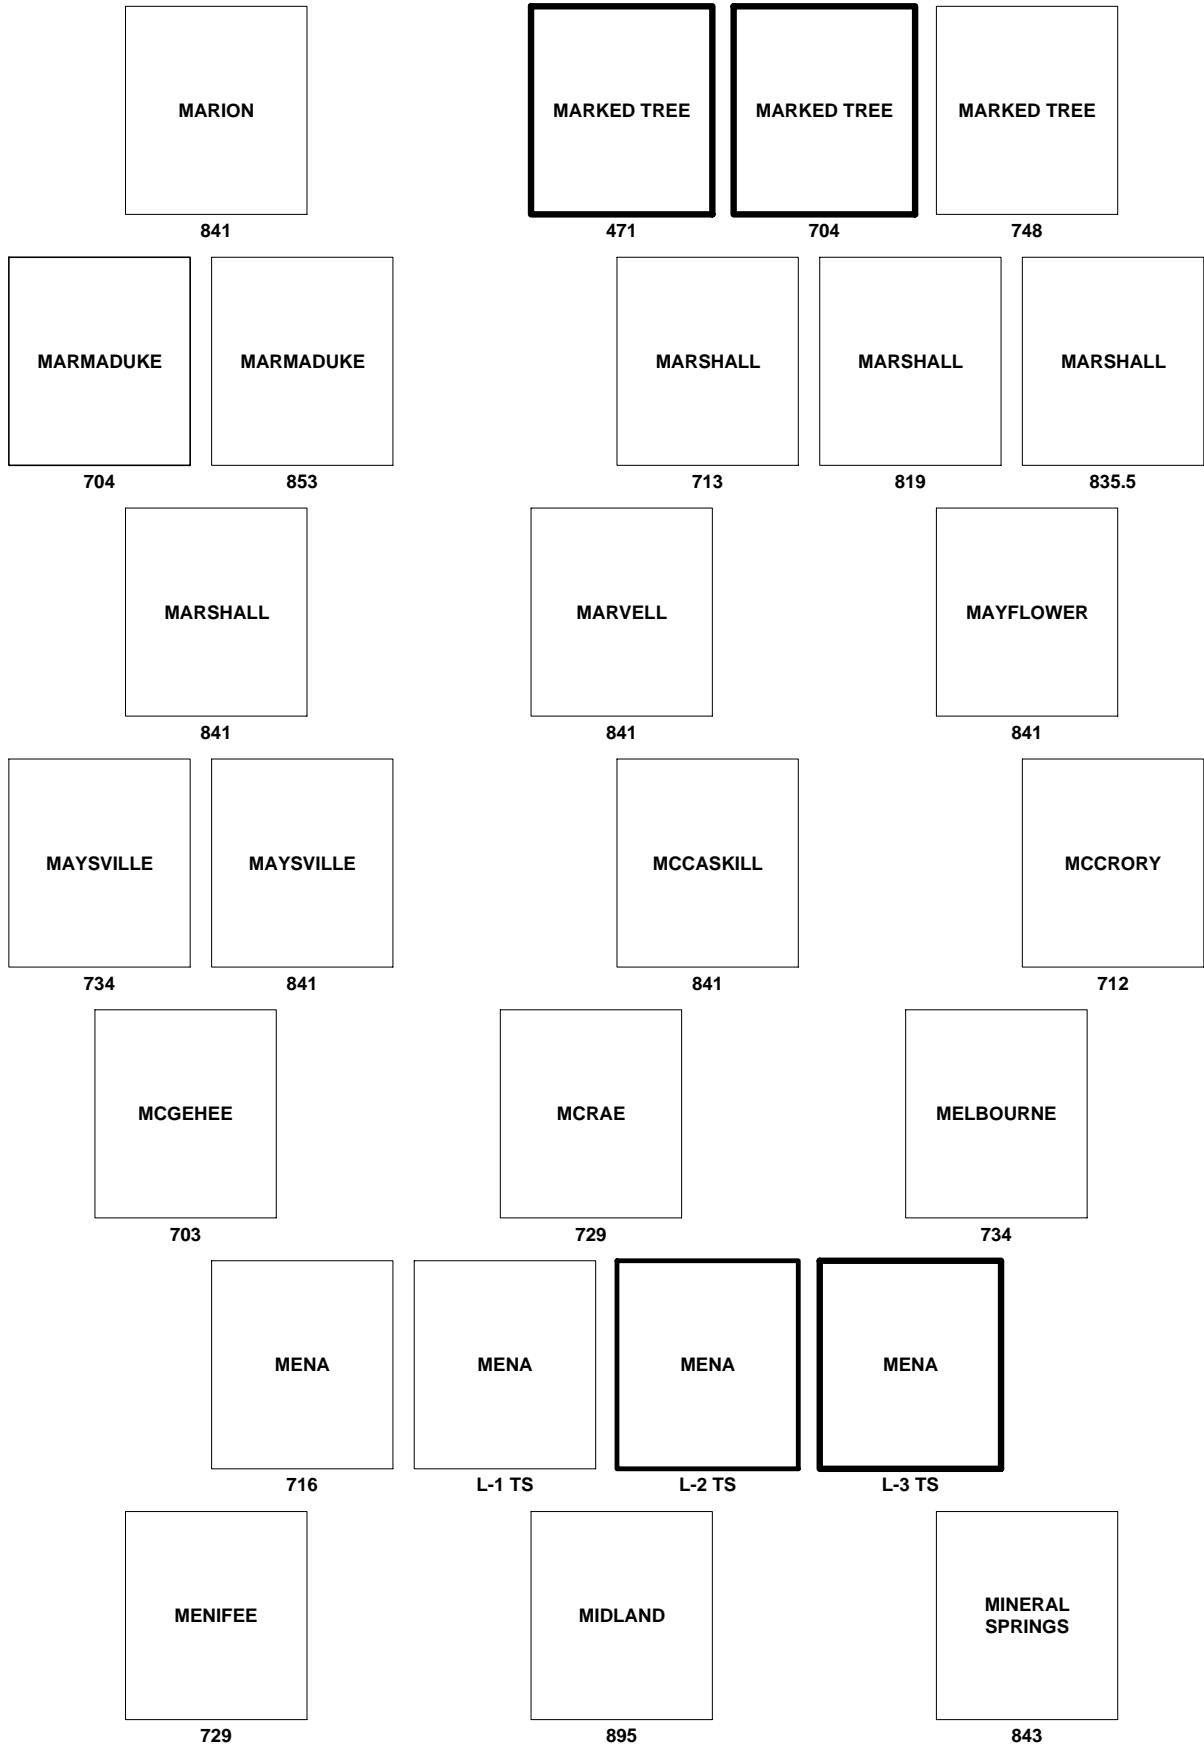 MARION
841
MARKED TREE
471
MARKED TREE
704
MARKED TREE
748
MARMADUKE
704
MARMADUKE
853
MARSHALL
713
MARSHALL
819
MARSHALL
835.5
MARSHALL
841
MARVELL
841
MAYFLOWER
841
MAYSVILLE
734
MAYSVILLE
841
MCCASKILL
841
MCCRORY
712
MCGEHEE
703
MCRAE
729
MELBOURNE
734
MENA
716
MENA
L-1 TS
MENA
L-2 TS
MENA
L-3 TS
MENIFEE
729
MIDLAND
895
MINERAL
SPRINGS
843